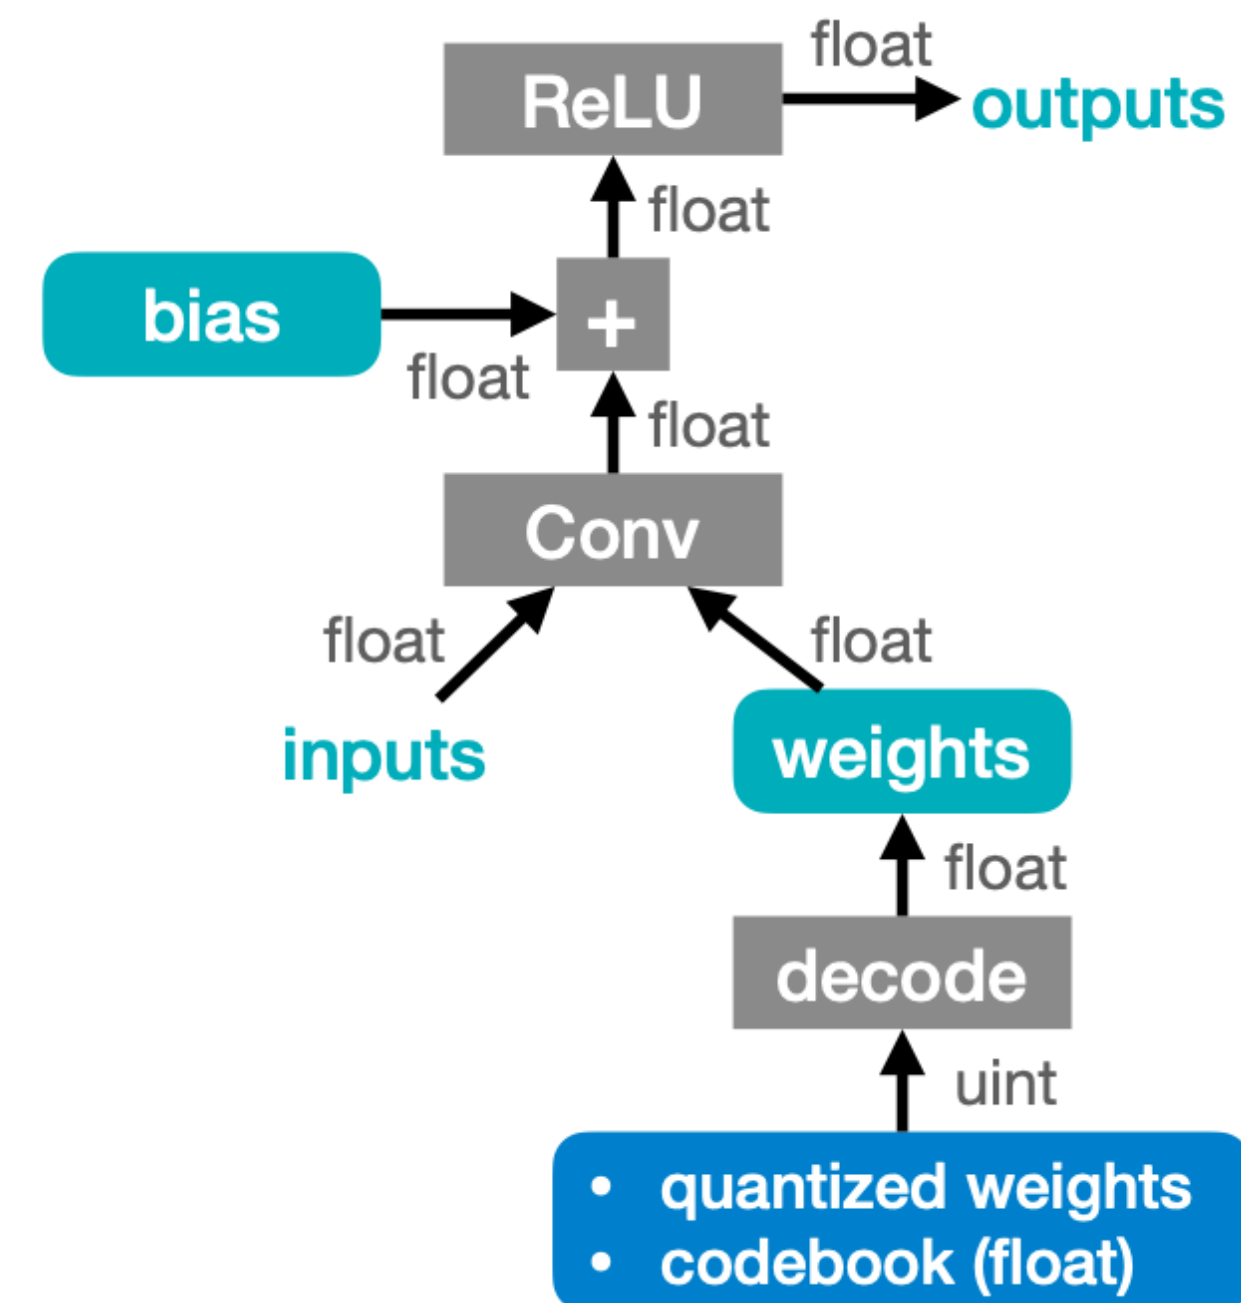 float
ReLU
outputs
float
bias
+
float
float
Conv
float
float
inputs
weights
float
decode
uint
• quantized weights
• codebook (float)